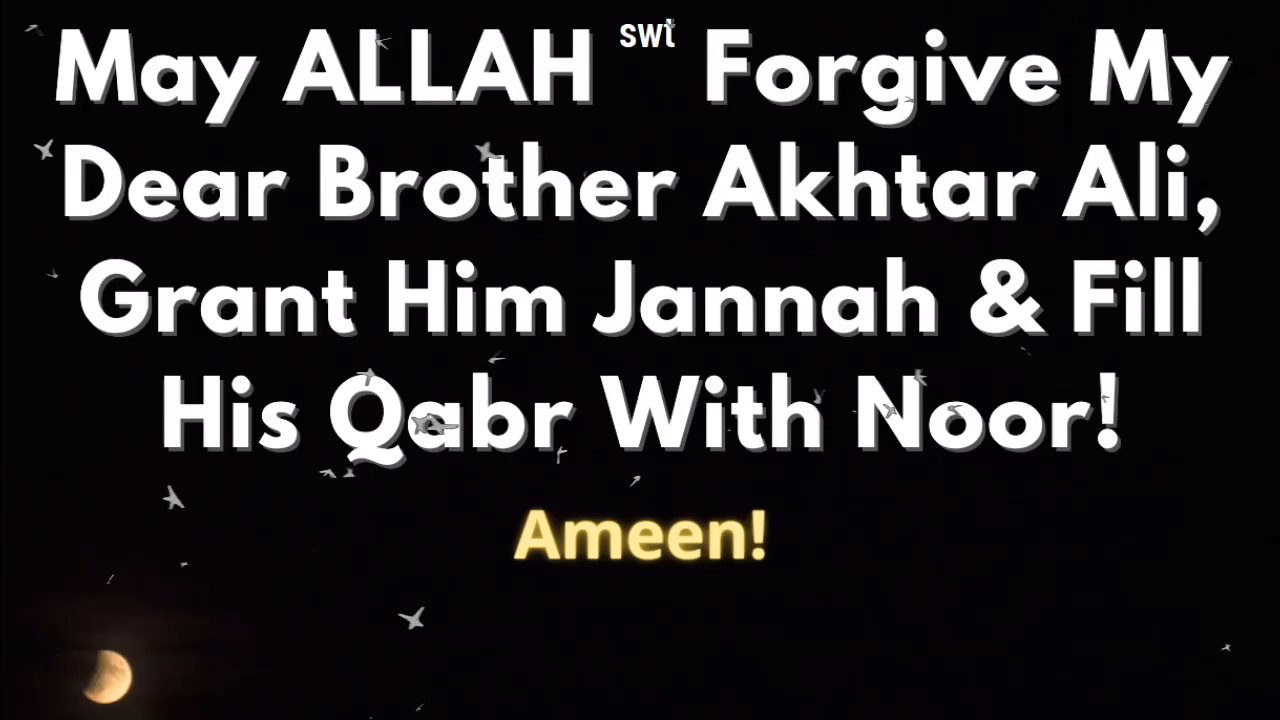 May ALLAH swt Forgive My
Dear Brother Akhtar Ali,
Grant Him Jannah & Fill
His Qabr With Noor!
Ameen!